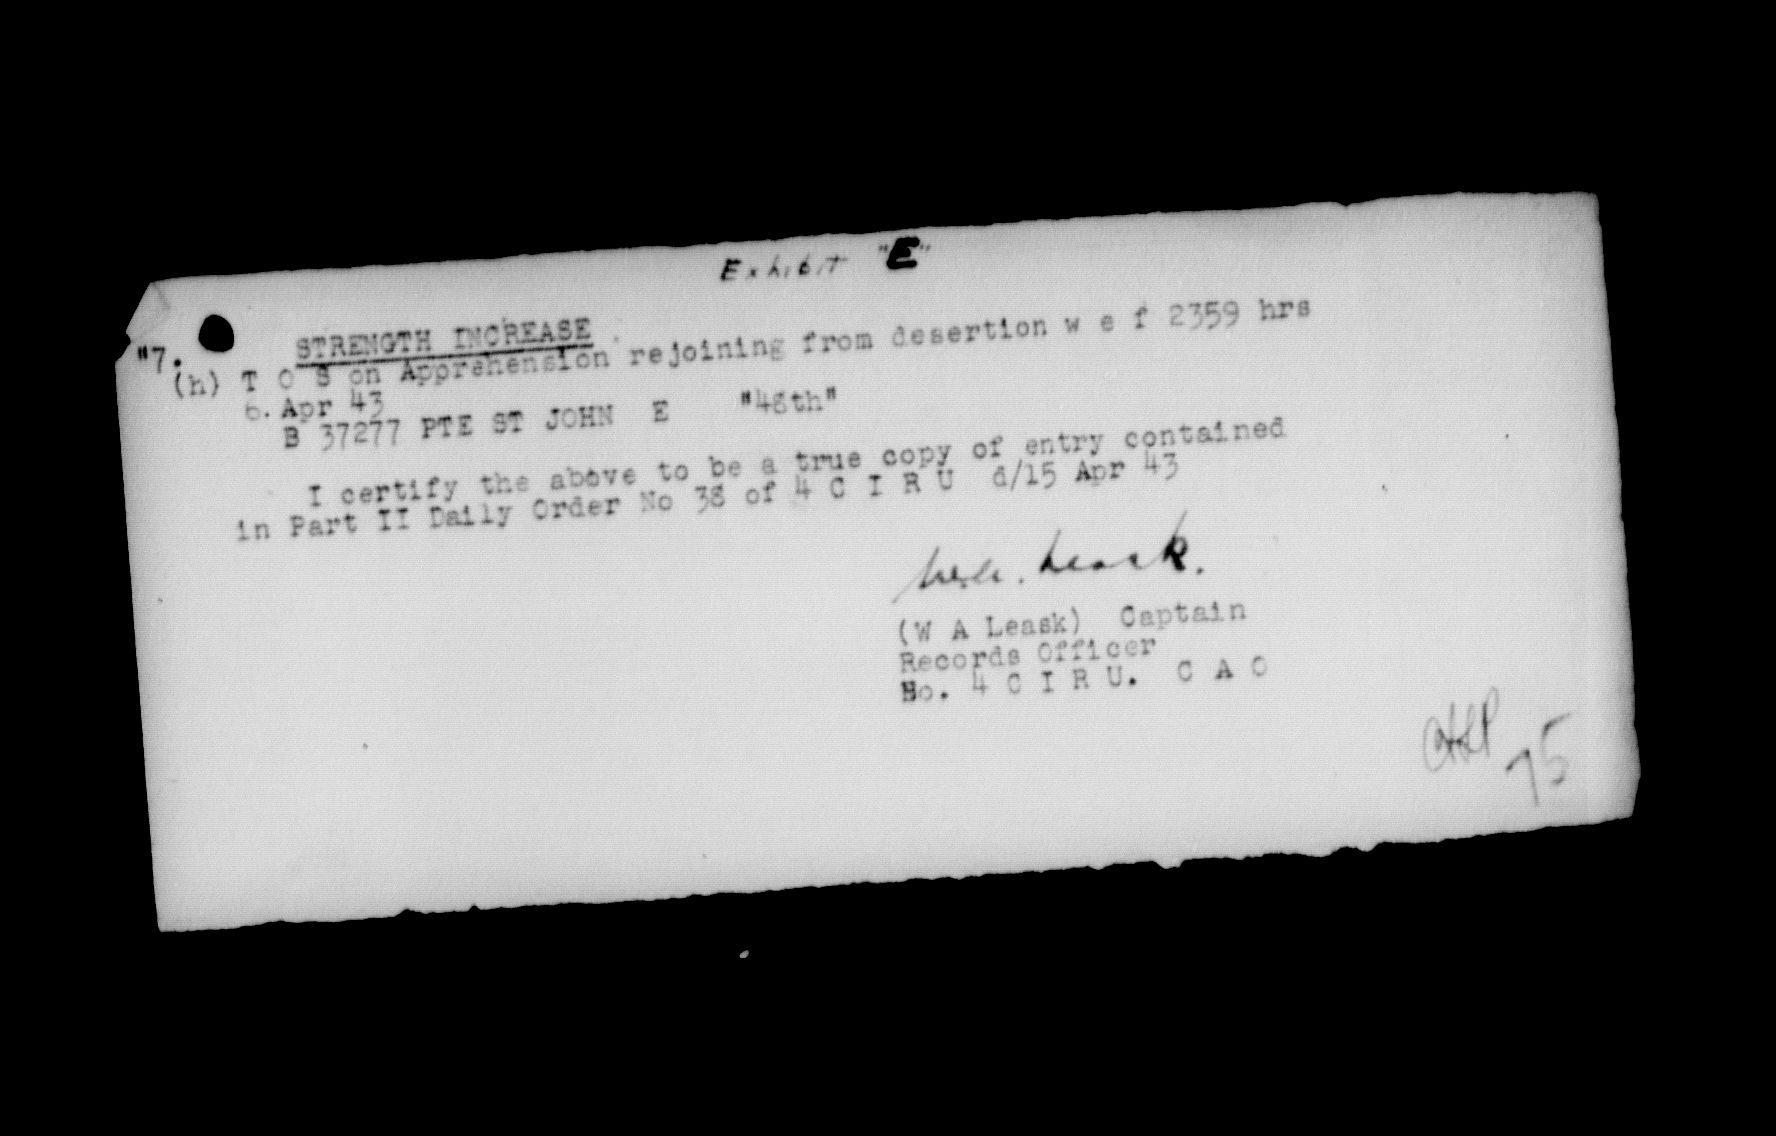 Exhibit "E"
"7. STRENGTH INCREASE
(h) T O S on Apprehension rejoining from desertion w e f 2359 hrs
6. Apr 43
B 37277 PTE ST JOHN E "48th"
I certify the above to be a true copy of entry contained
in Part II Daily Order No 38 of 4 C I R U d/15 Apr 43
W.A. Leask.
(W A Leask) Captain
Records Officer
No. 4 C I R U. C A O
75